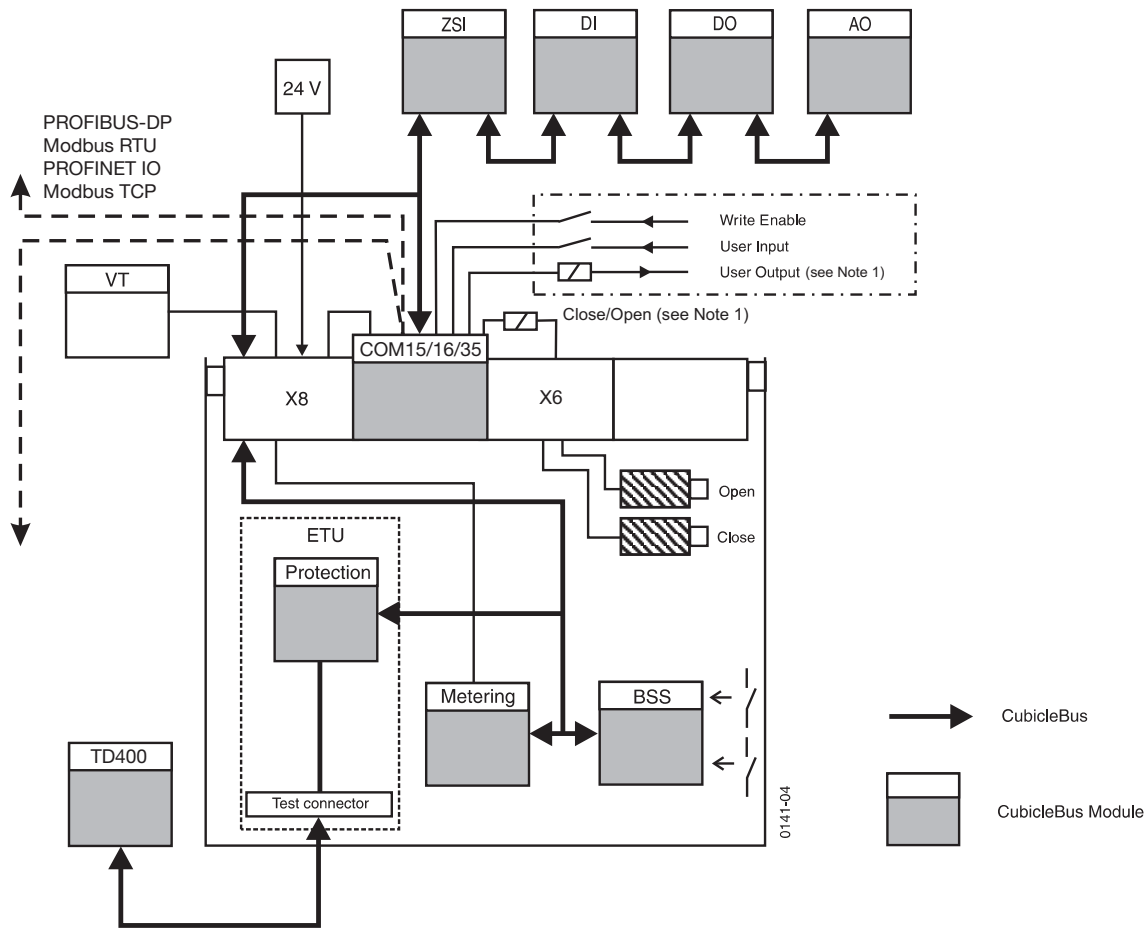 ZSI
DI
DO
AO
24 V
PROFIBUS-DP
Modbus RTU
PROFINET IO
Modbus TCP
Write Enable
User Input
User Output (see Note 1)
VT
Close/Open (see Note 1)
COM15/16/35
X8
X6
Open
Close
ETU
Protection
Metering
BSS
CubicleBus
TD400
Test connector
0141-04
CubicleBus Module